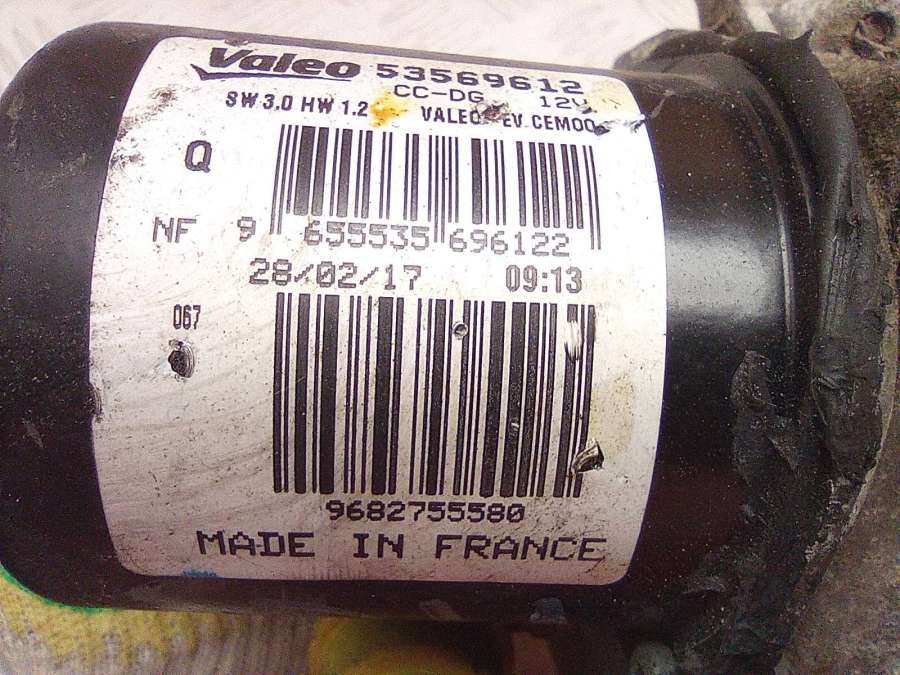 Valeo 53569612
CC-DG 12V
SW 3.0 HW 1.2 CEMOO
Q
NF 9 655535 696122
28/02/17 09:13
067
9682755580
MADE IN FRANCE